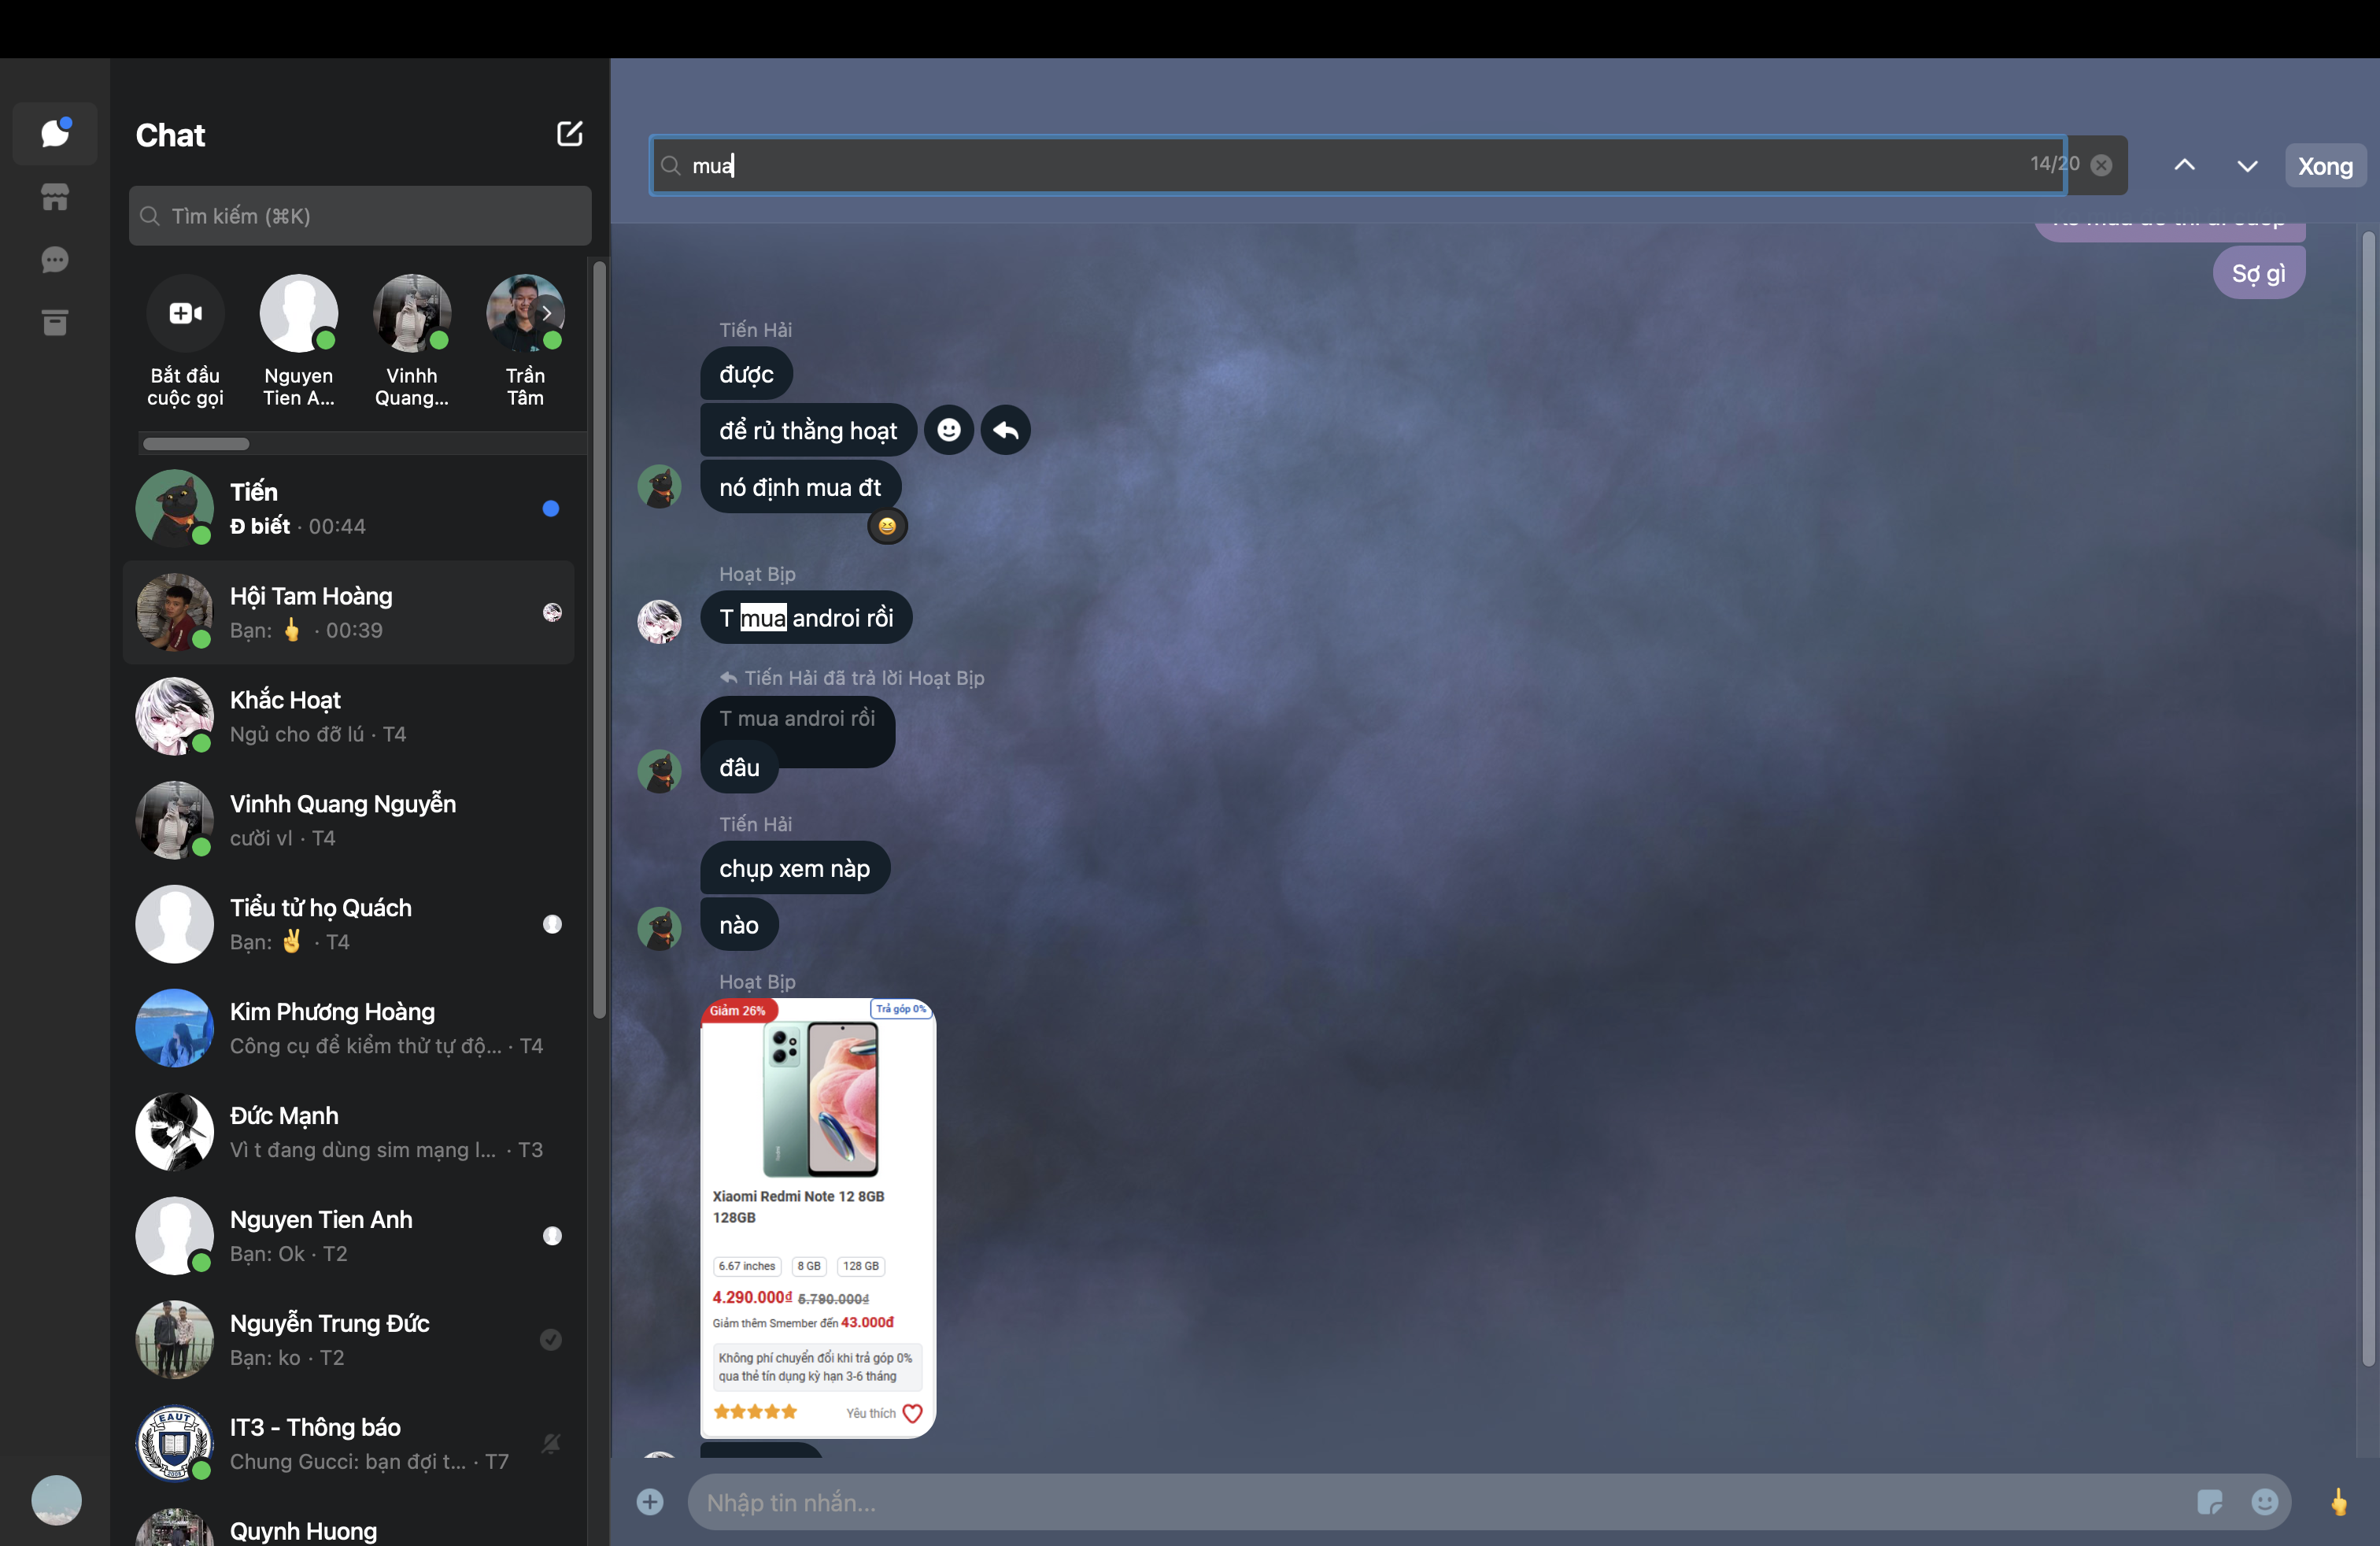 Chat
Tìm kiếm (⌘K)
Bắt đầu
cuộc gọi
Nguyen
Tien A...
Vinhh
Quang...
Trần
Tâm
Tiến
Đ biết · 00:44
Hội Tam Hoàng
Bạn: 🖕 · 00:39
Khắc Hoạt
Ngủ cho đỡ lú · T4
Vinhh Quang Nguyễn
cười vl · T4
Tiểu tử họ Quách
Bạn: ✌️ · T4
Kim Phương Hoàng
Công cụ để kiểm thử tự độ... · T4
Đức Mạnh
Vì t đang dùng sim mạng l... · T3
Nguyen Tien Anh
Bạn: Ok · T2
Nguyễn Trung Đức
Bạn: ko · T2
EAUT
IT3 - Thông báo
Chung Gucci: bạn đợi t... · T7
Quynh Huong
mua
14/20
Xong
Sợ gì
Tiến Hải
được
để rủ thằng hoạt
nó định mua đt
😆
Hoạt Bịp
T mua androi rồi
Tiến Hải đã trả lời Hoạt Bịp
T mua androi rồi
đâu
Tiến Hải
chụp xem nàp
nào
Hoạt Bịp
Giảm 26%
Trả góp 0%
Xiaomi Redmi Note 12 8GB
128GB
6.67 inches 8 GB 128 GB
4.290.000₫ 5.790.000₫
Giảm thêm Smember đến 43.000đ
Không phí chuyển đổi khi trả góp 0%
qua thẻ tín dụng kỳ hạn 3-6 tháng
Yêu thích
Nhập tin nhắn...